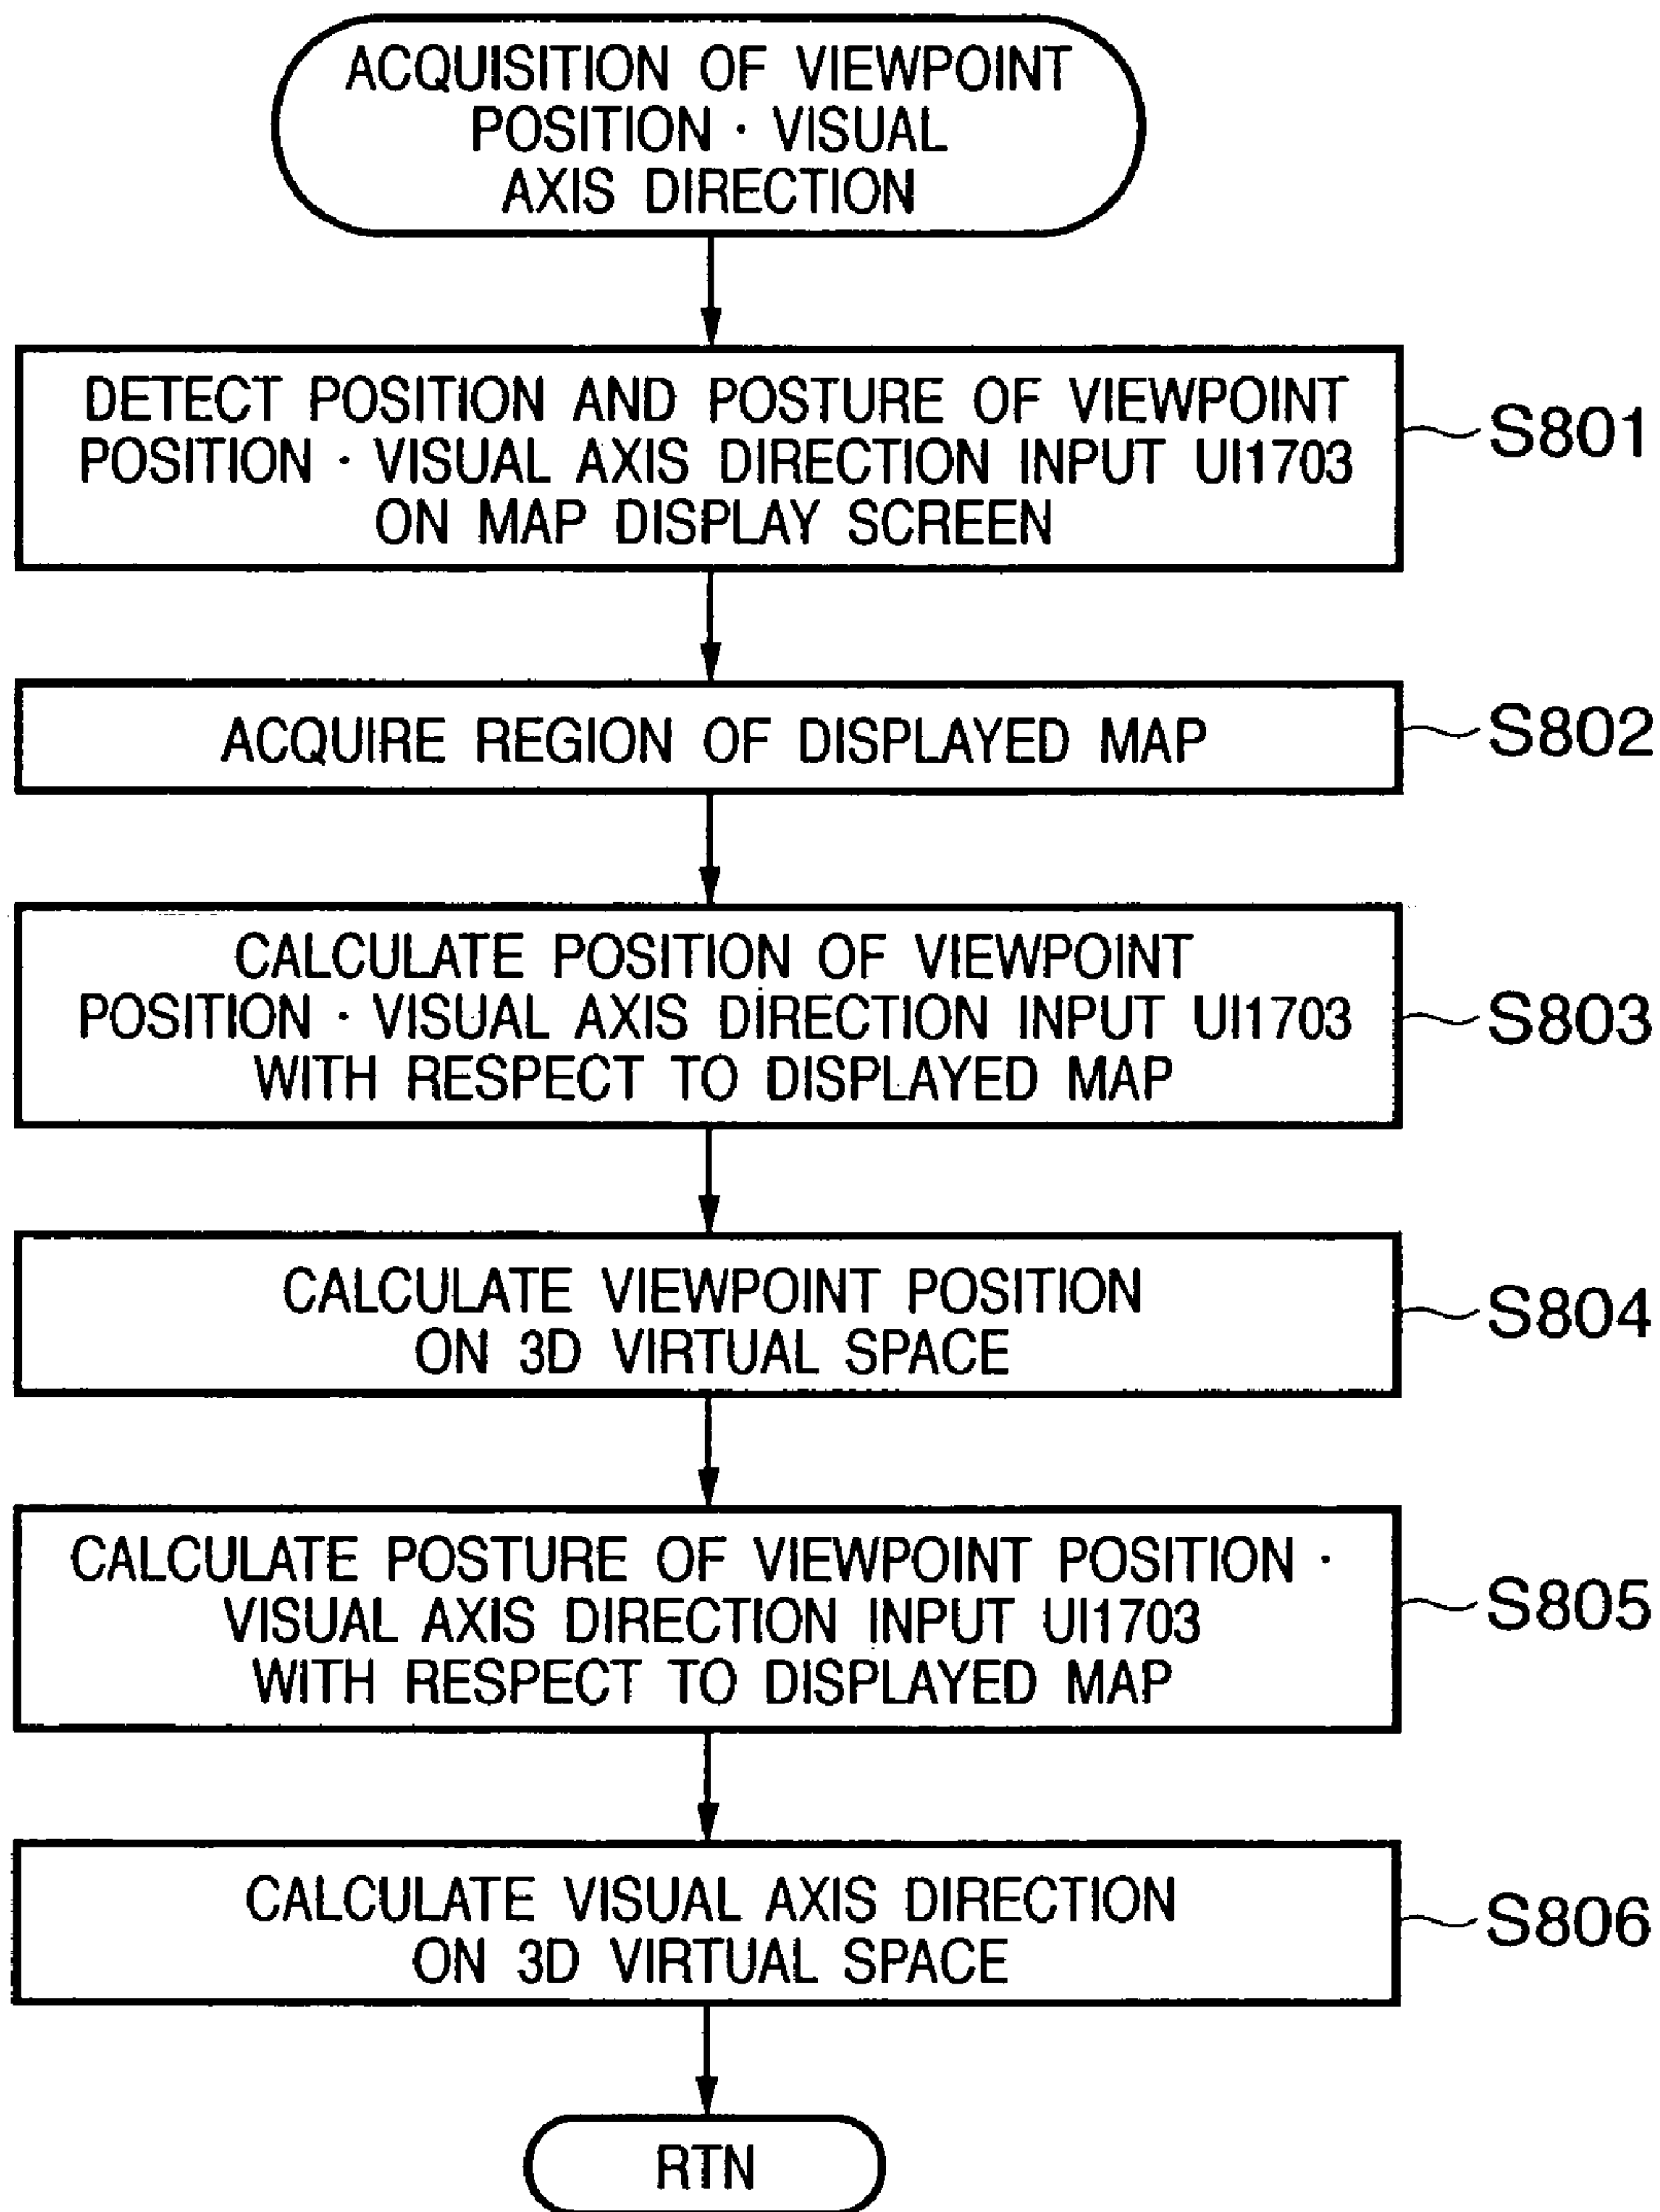 ACQUISITION OF VIEWPOINT
POSITION · VISUAL
AXIS DIRECTION
DETECT POSITION AND POSTURE OF VIEWPOINT
POSITION · VISUAL AXIS DIRECTION INPUT UI1703
ON MAP DISPLAY SCREEN
S801
ACQUIRE REGION OF DISPLAYED MAP
S802
CALCULATE POSITION OF VIEWPOINT
POSITION · VISUAL AXIS DIRECTION INPUT UI1703
WITH RESPECT TO DISPLAYED MAP
S803
CALCULATE VIEWPOINT POSITION
ON 3D VIRTUAL SPACE
S804
CALCULATE POSTURE OF VIEWPOINT POSITION ·
VISUAL AXIS DIRECTION INPUT UI1703
WITH RESPECT TO DISPLAYED MAP
S805
CALCULATE VISUAL AXIS DIRECTION
ON 3D VIRTUAL SPACE
S806
RTN